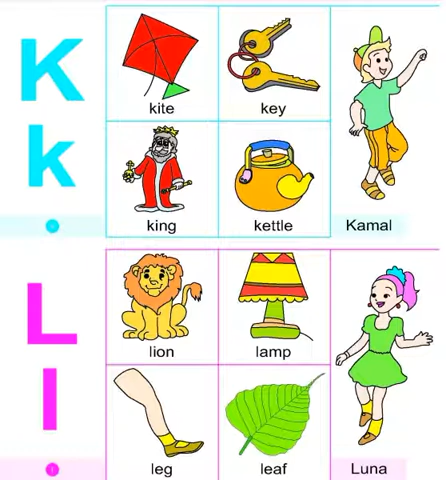 K
k
kite
key
king
kettle
Kamal
L
l
lion
lamp
leg
leaf
Luna